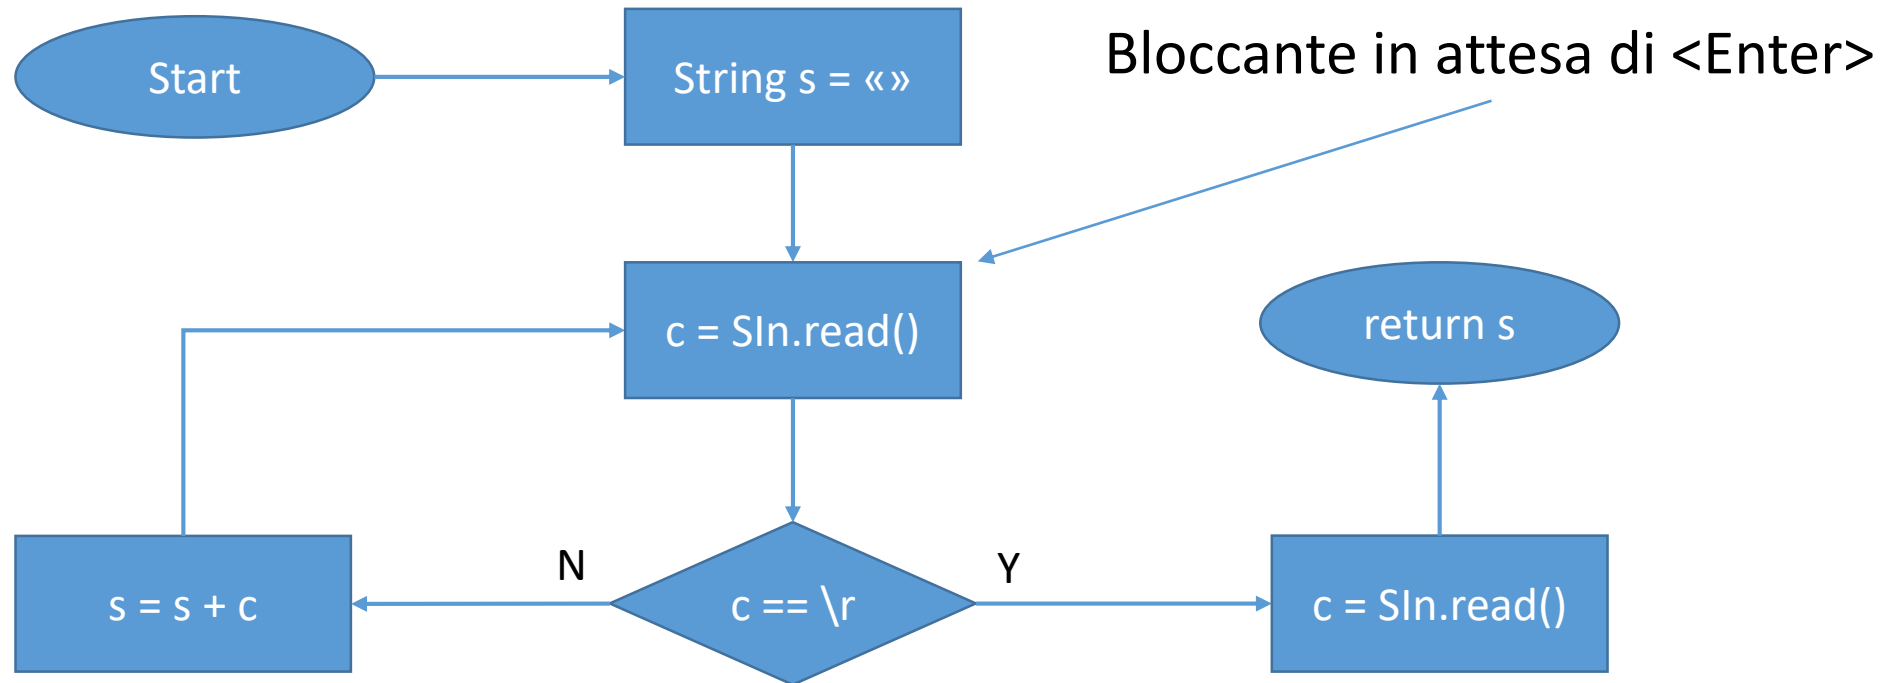 Start
String s = «»
Bloccante in attesa di <Enter>
c = SIn.read()
return s
N
Y
s = s + c
c == \r
c = SIn.read()